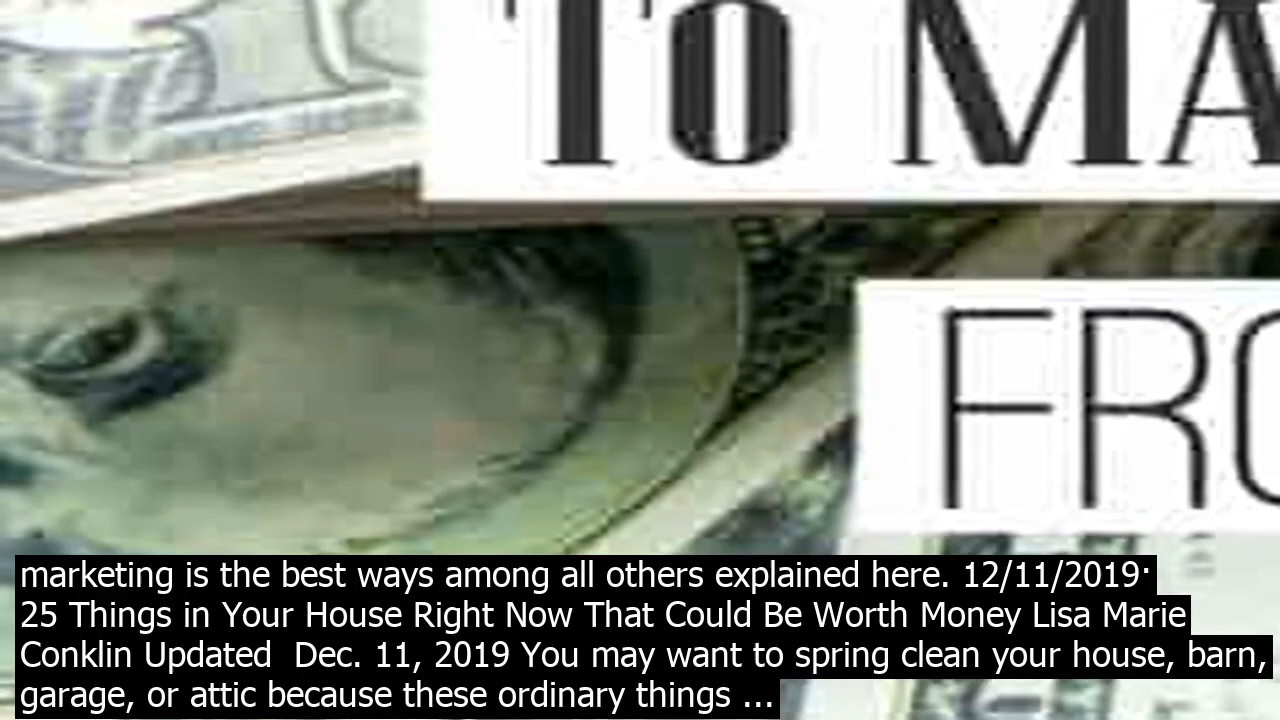 To MA
FRO
marketing is the best ways among all others explained here. 12/11/2019·
25 Things in Your House Right Now That Could Be Worth Money Lisa Marie
Conklin Updated  Dec. 11, 2019 You may want to spring clean your house, barn,
garage, or attic because these ordinary things ...